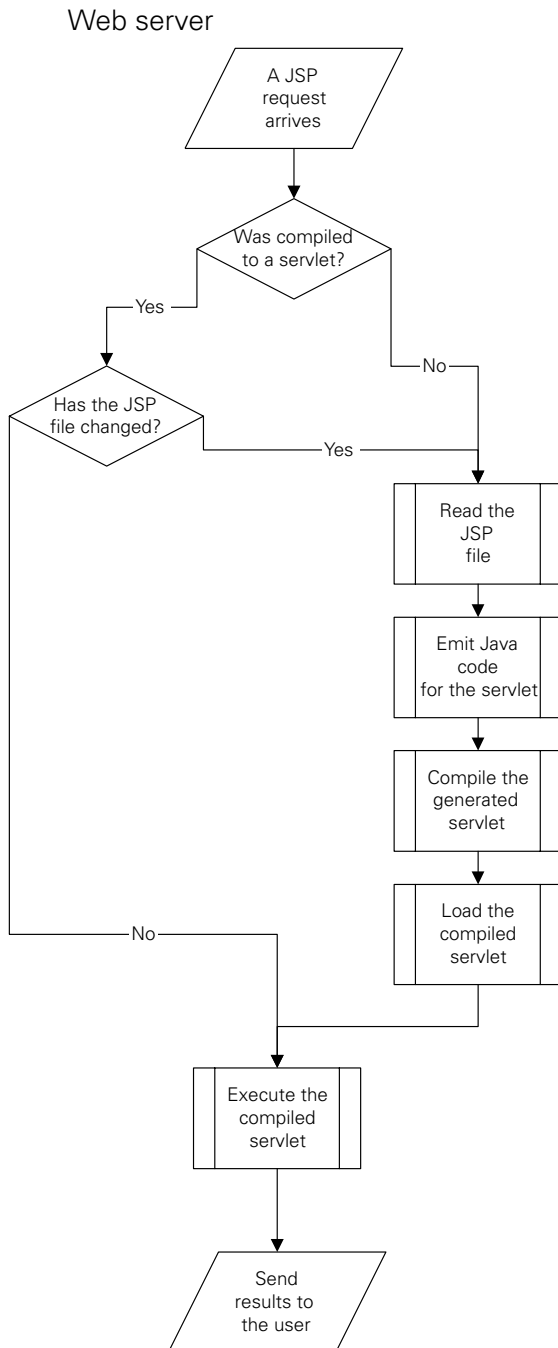 Web server
A JSP
request
arrives
Was compiled
to a servlet?
Yes
No
Has the JSP
file changed?
Yes
Read the
JSP
file
Emit Java
code
for the servlet
Compile the
generated
servlet
Load the
compiled
servlet
No
Execute the
compiled
servlet
Send
results to
the user